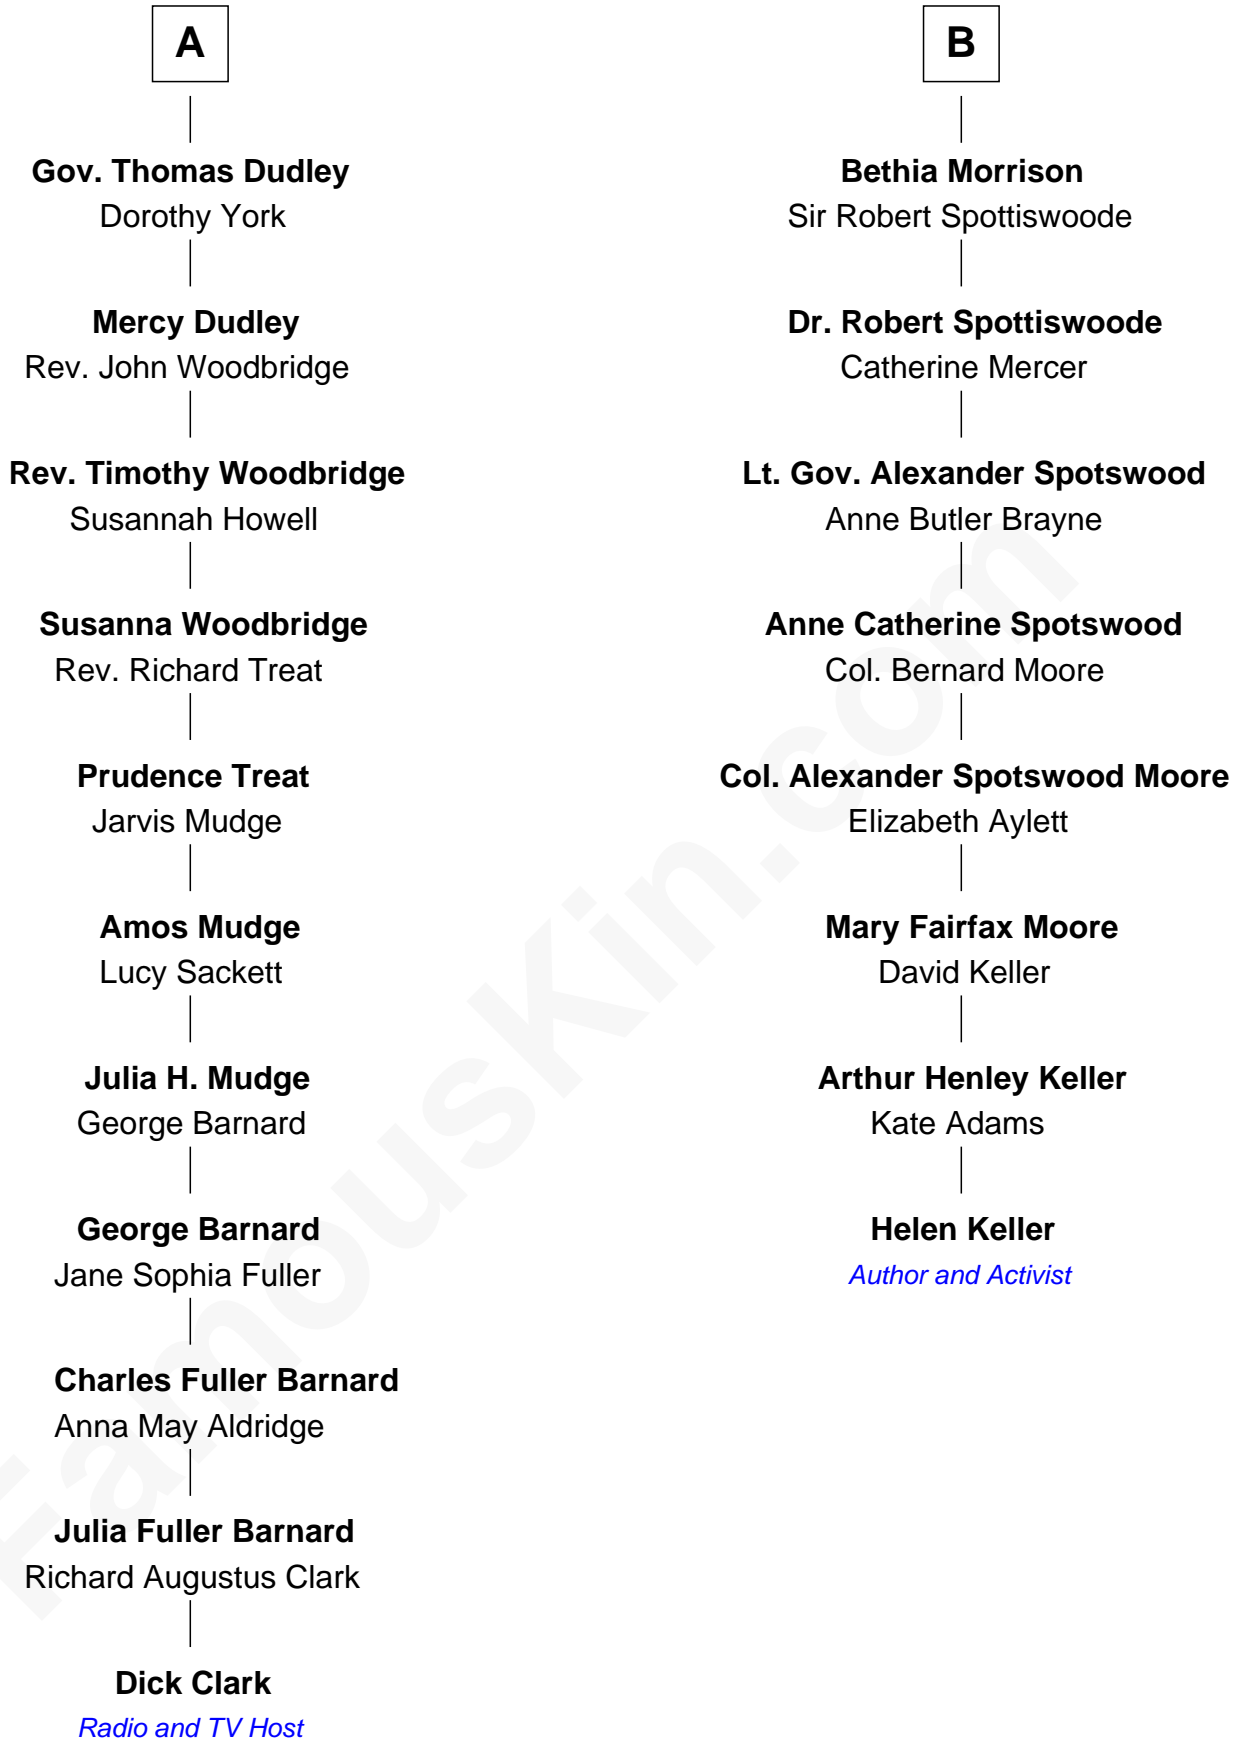 A
Gov. Thomas Dudley
Dorothy York
Mercy Dudley
Rev. John Woodbridge
Rev. Timothy Woodbridge
Susannah Howell
Susanna Woodbridge
Rev. Richard Treat
Prudence Treat
Jarvis Mudge
Amos Mudge
Lucy Sackett
Julia H. Mudge
George Barnard
George Barnard
Jane Sophia Fuller
Charles Fuller Barnard
Anna May Aldridge
Julia Fuller Barnard
Richard Augustus Clark
Dick Clark
Radio and TV Host
B
Bethia Morrison
Sir Robert Spottiswoode
Dr. Robert Spottiswoode
Catherine Mercer
Lt. Gov. Alexander Spotswood
Anne Butler Brayne
Anne Catherine Spotswood
Col. Bernard Moore
Col. Alexander Spotswood Moore
Elizabeth Aylett
Mary Fairfax Moore
David Keller
Arthur Henley Keller
Kate Adams
Helen Keller
Author and Activist
FamousKin.com